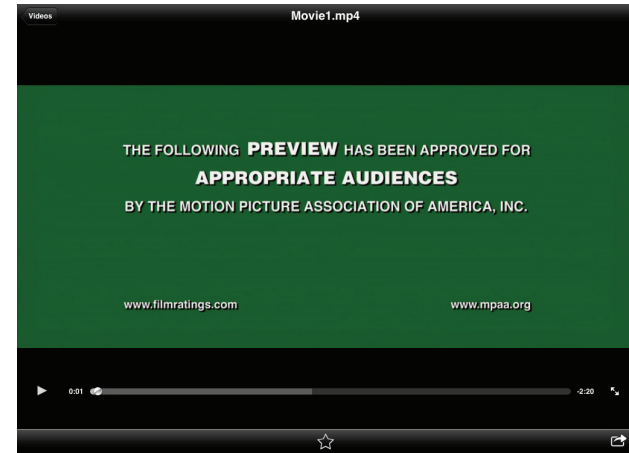 Videos
Movie1.mp4
THE FOLLOWING PREVIEW HAS BEEN APPROVED FOR
APPROPRIATE AUDIENCES
BY THE MOTION PICTURE ASSOCIATION OF AMERICA, INC.
www.filmratings.com
www.mpaa.org
0:01
-2:20